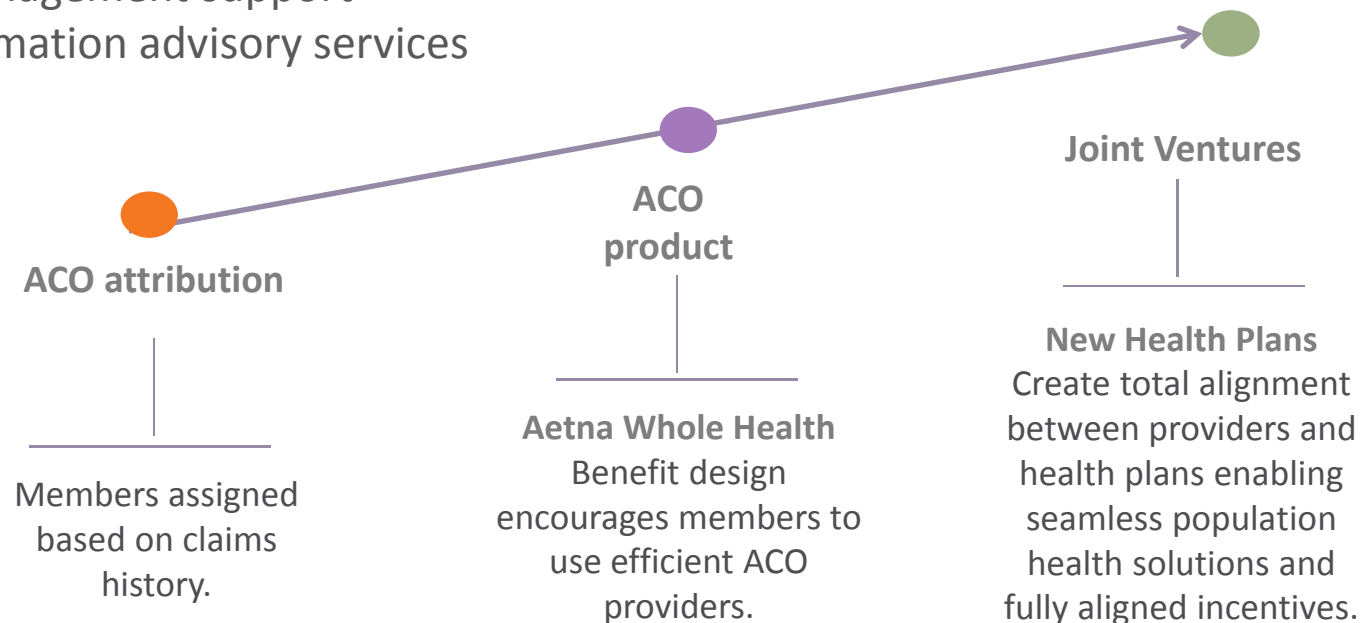 management support
mation advisory services
ACO attribution
Members assigned
based on claims
history.
ACO
product
Aetna Whole Health
Benefit design
encourages members to
use efficient ACO
providers.
Joint Ventures
New Health Plans
Create total alignment
between providers and
health plans enabling
seamless population
health solutions and
fully aligned incentives.